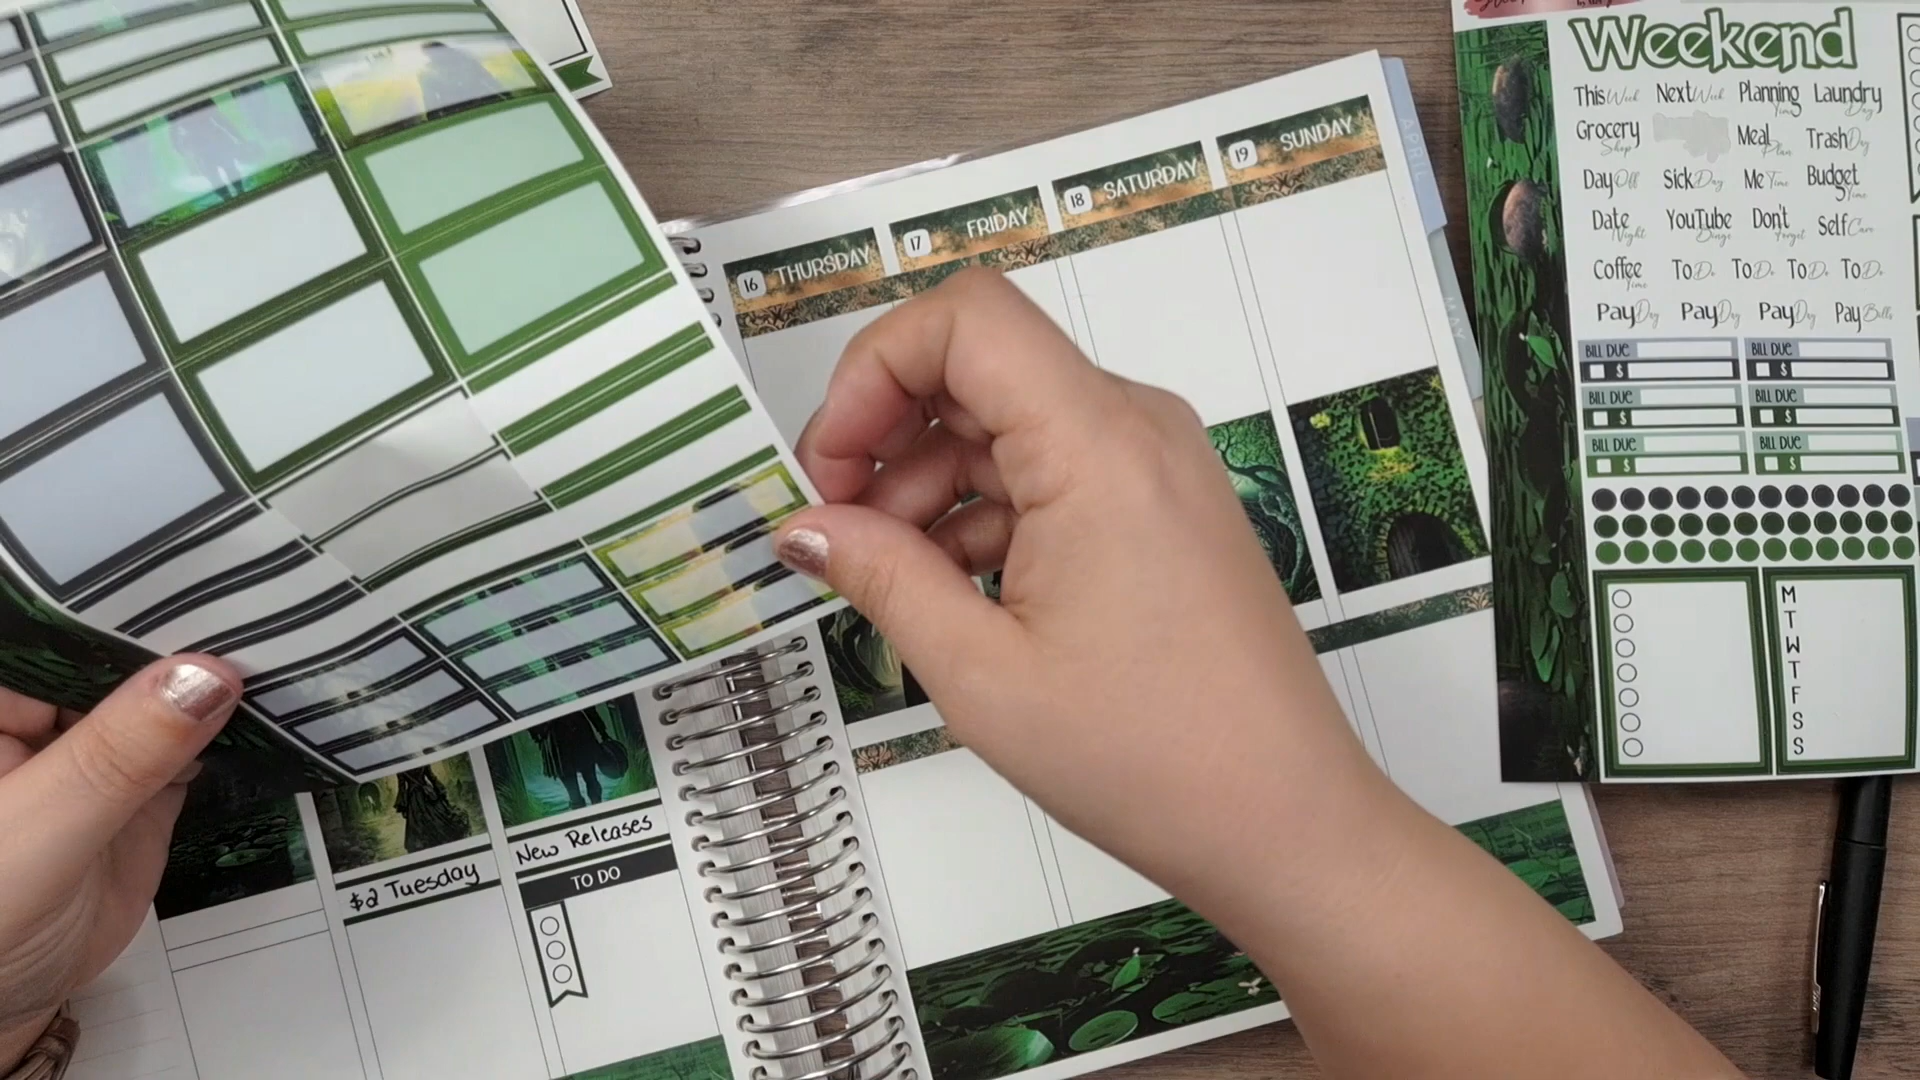 Weekend
This Week Next Week Planning Time Laundry Day
Grocery Shop Meal Plan Trash Day
Day Off Sick Day Me Time Budget Time
Date Night YouTube Binge Don't Forget Self Care
Coffee Time To Do To Do To Do To Do
Pay Day Pay Day Pay Day Pay Bills
BILL DUE BILL DUE
$ $
BILL DUE BILL DUE
$ $
BILL DUE BILL DUE
$ $
M
T
W
T
F
S
S
APRIL
MAY
16 THURSDAY
17 FRIDAY
18 SATURDAY
19 SUNDAY
$2 Tuesday
New Releases
TO DO